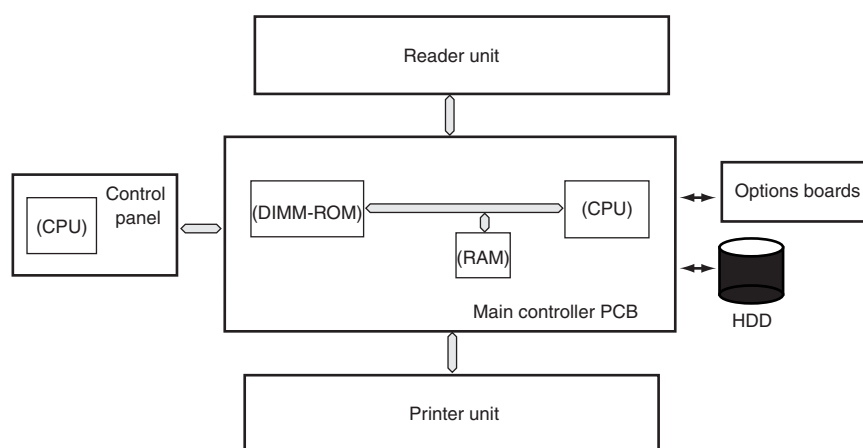 Reader unit
Control
panel
(CPU)
(DIMM-ROM)
(CPU)
(RAM)
Main controller PCB
Options boards
HDD
Printer unit